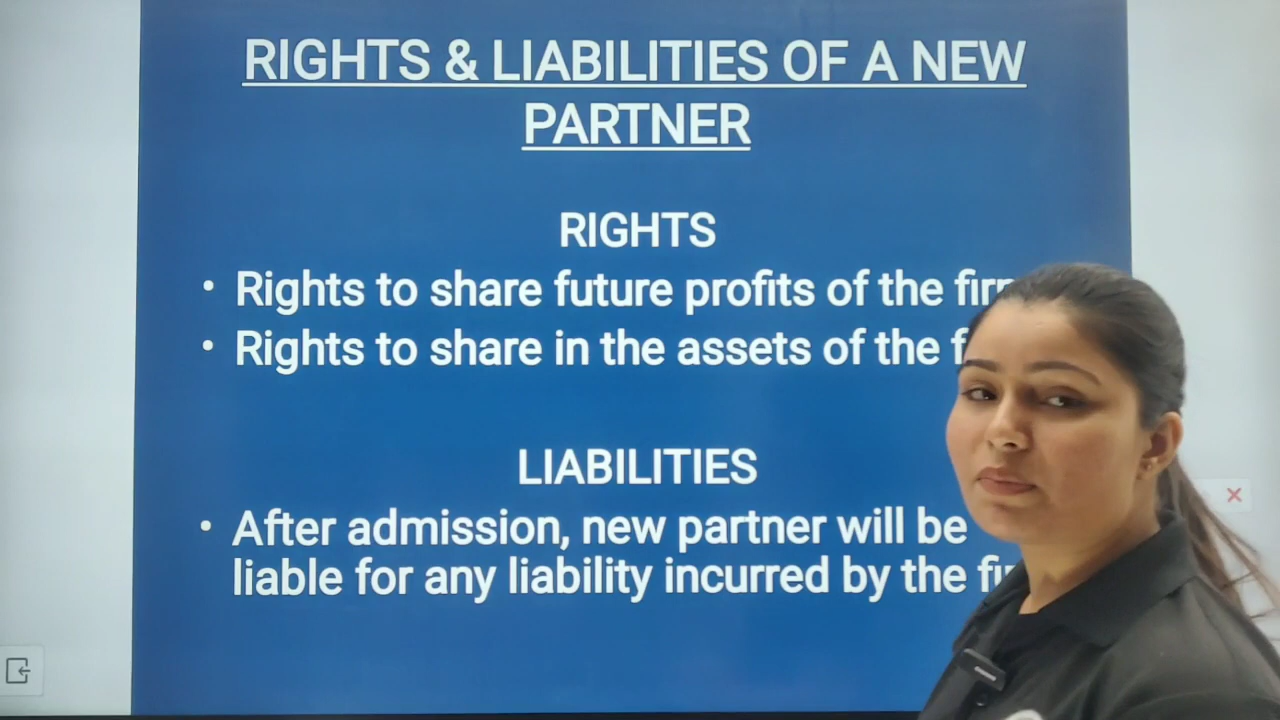 RIGHTS & LIABILITIES OF A NEW
PARTNER
RIGHTS
• Rights to share future profits of the
• Rights to share in the assets of the
LIABILITIES
• After admission, new partner will be
liable for any liability incurred by the